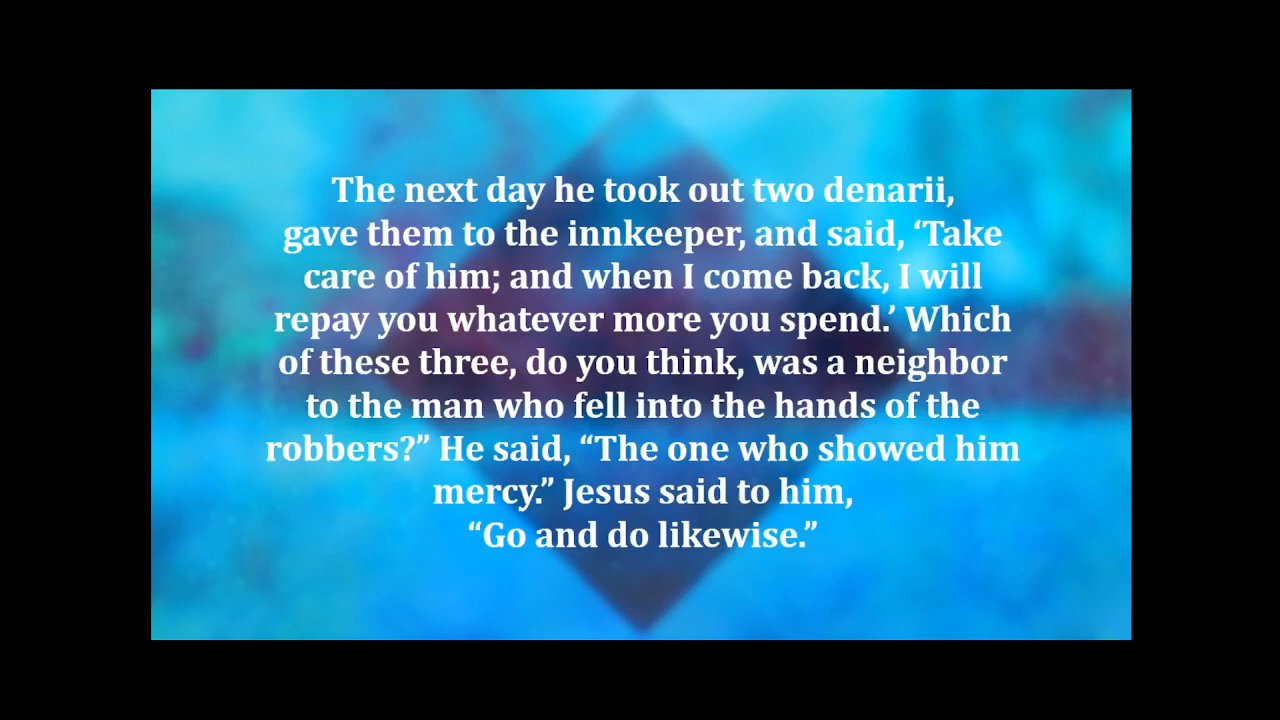 The next day he took out two denarii,
gave them to the innkeeper, and said, ‘Take
care of him; and when I come back, I will
repay you whatever more you spend.’ Which
of these three, do you think, was a neighbor
to the man who fell into the hands of the
robbers?” He said, “The one who showed him
mercy.” Jesus said to him,
“Go and do likewise.”